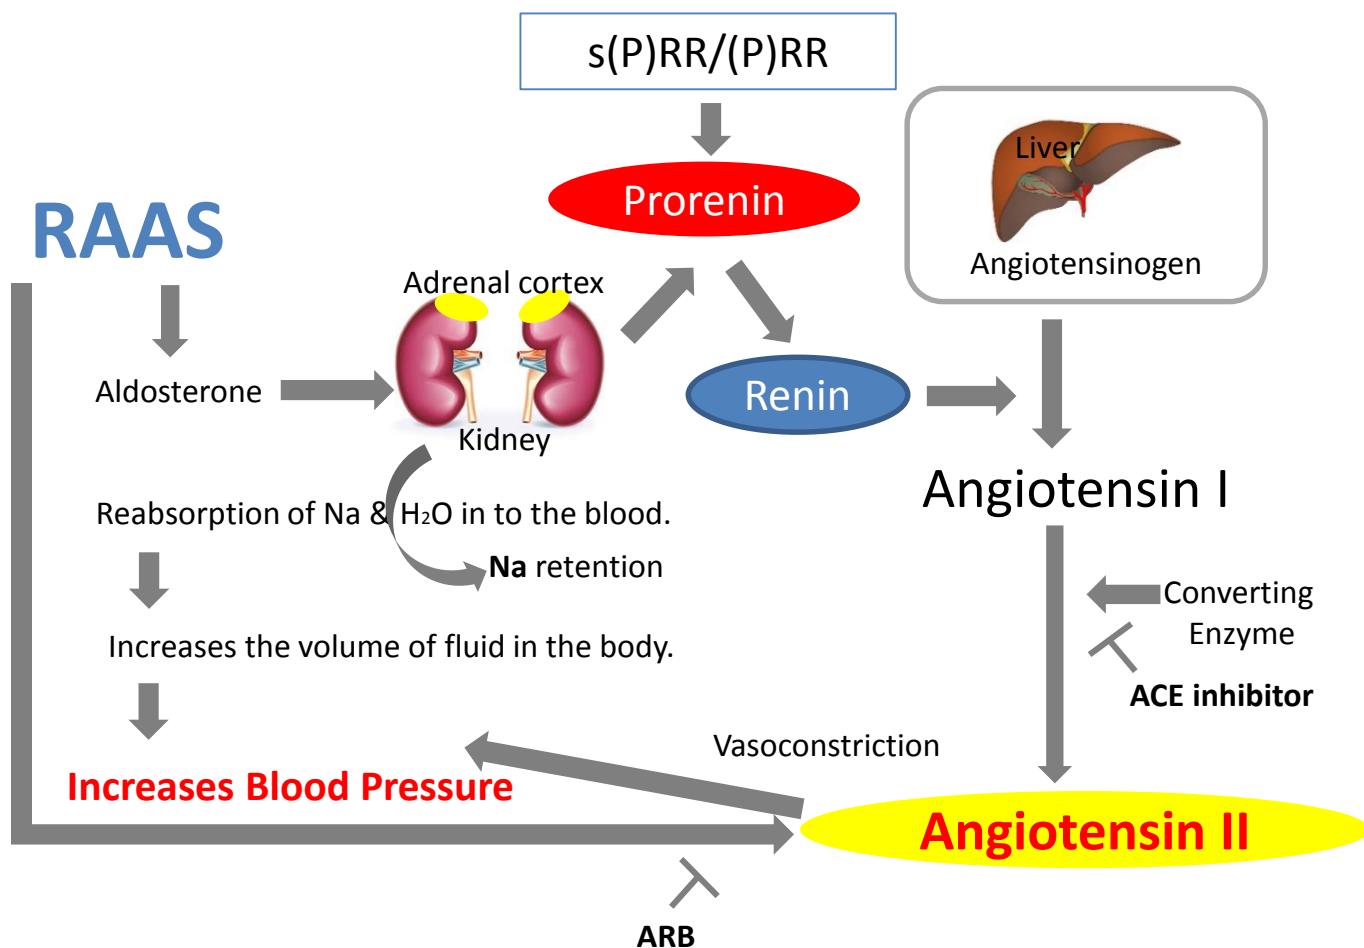 s(P)RR/(P)RR
Liver
Prorenin
RAAS
Angiotensinogen
Adrenal cortex
Aldosterone
Renin
Kidney
Angiotensin I
Reabsorption of Na & H₂O in to the blood.
Na retention
Converting
Enzyme
Increases the volume of fluid in the body.
ACE inhibitor
Vasoconstriction
Increases Blood Pressure
Angiotensin II
ARB